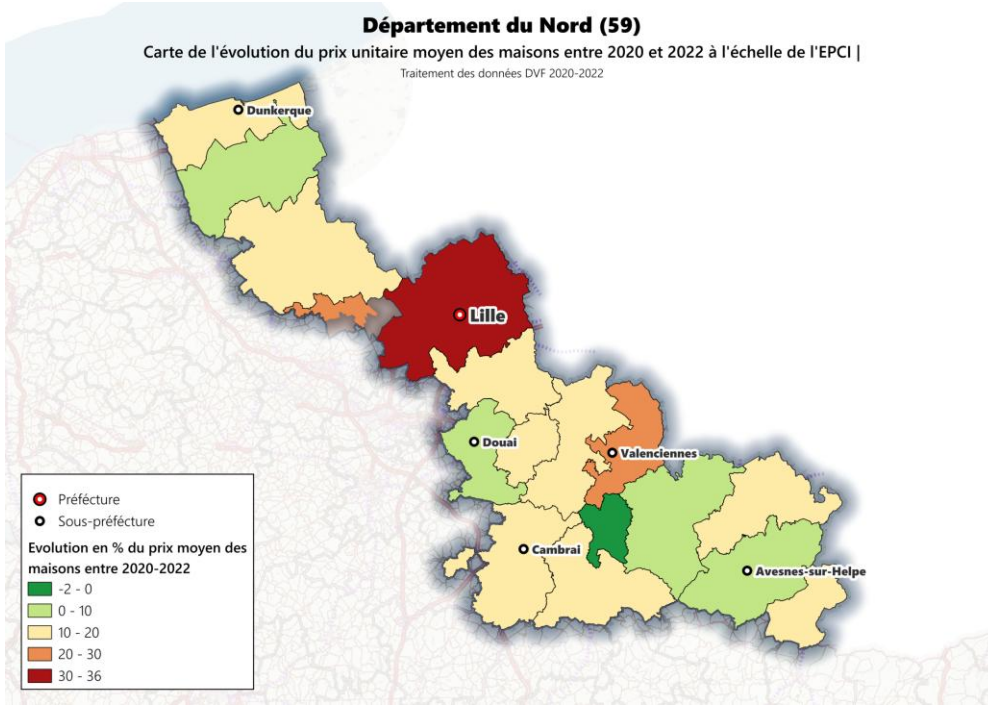 Département du Nord (59)
Carte de l'évolution du prix unitaire moyen des maisons entre 2020 et 2022 à l'échelle de l'EPCI |
Traitement des données DVF 2020-2022
Dunkerque
Lille
Douai
Valenciennes
Cambrai
Avesnes-sur-Helpe
Préfécture
Sous-préfécture
Evolution en % du prix moyen des
maisons entre 2020-2022
-2 - 0
0 - 10
10 - 20
20 - 30
30 - 36